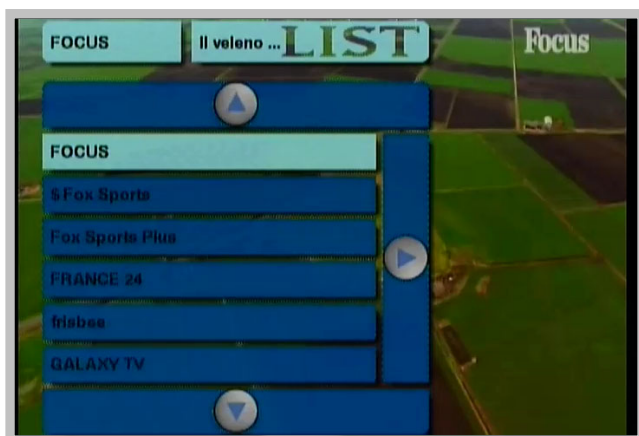 FOCUS
Il veleno ...
LIST
Focus
FOCUS
$ Fox Sports
Fox Sports Plus
FRANCE 24
frisbee
GALAXY TV